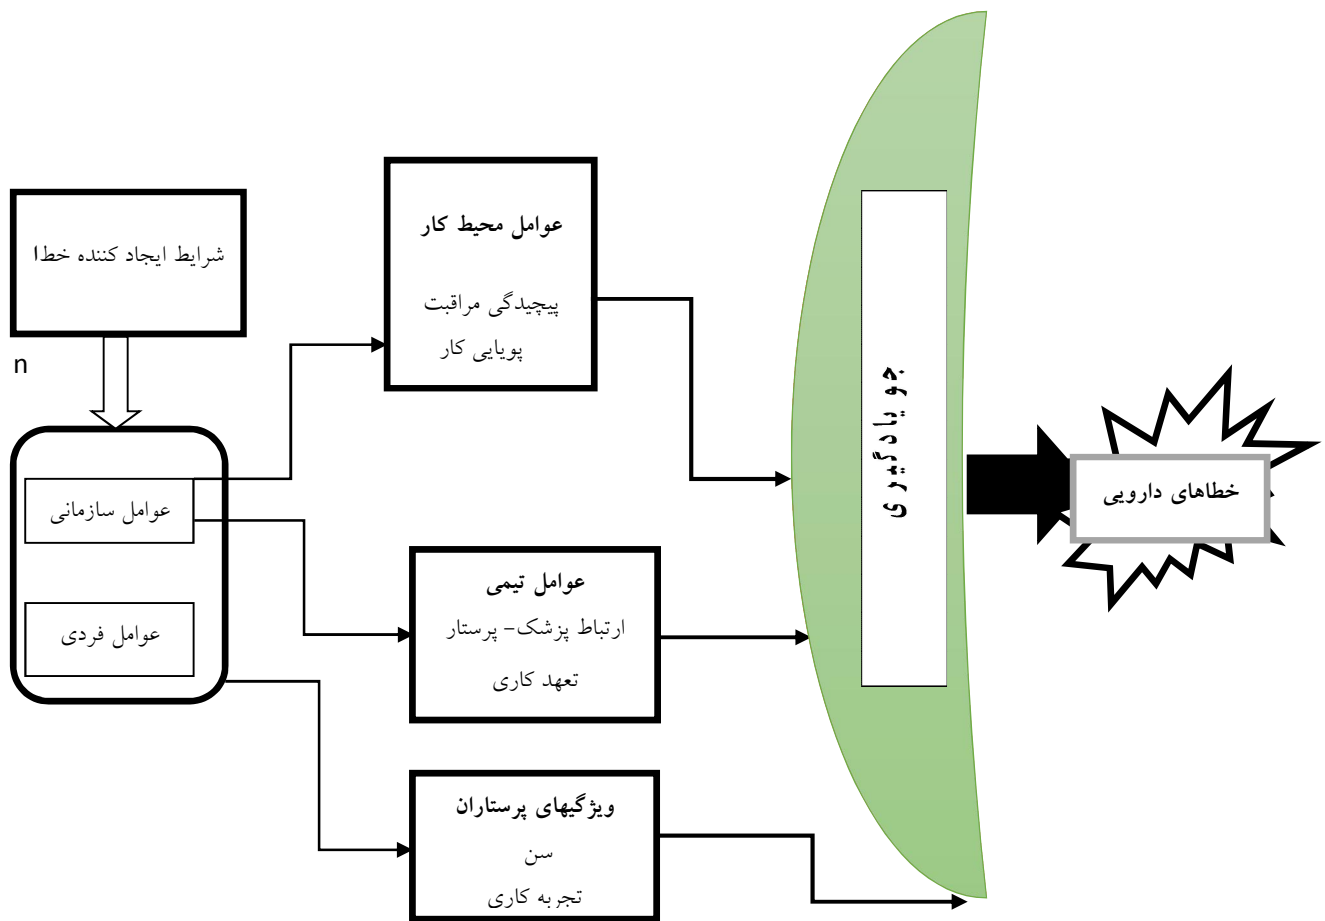 شرایط ایجاد کننده خطا
n
عوامل سازمانی
عوامل فردی
عوامل محیط کار
پیچیدگی مراقبت
پویایی کار
عوامل تیمی
ارتباط پزشک- پرستار
تعهد کاری
ویژگیهای پرستاران
سن
تجربه کاری
جو یادگیری
خطاهای دارویی